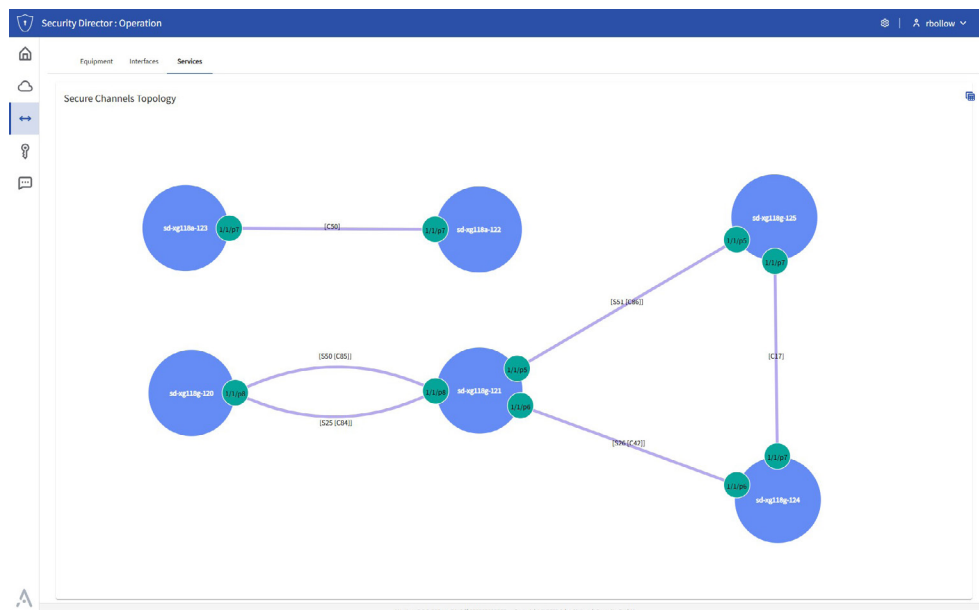 Security Director : Operation
rbollow
Equipment Interfaces Services
Secure Channels Topology
sd-xg118a-123 1/1/p7 [C50] 1/1/p7 sd-xg118a-122
sd-xg118g-125
1/1/p5
1/1/p7
[S51 [C86]]
[S50 [C85]]
[C17]
1/1/p5
sd-xg118g-120 1/1/p8 1/1/p8 sd-xg118g-121
1/1/p6
[S25 [C84]]
[S26 [C42]]
1/1/p7
1/1/p6
sd-xg118g-124